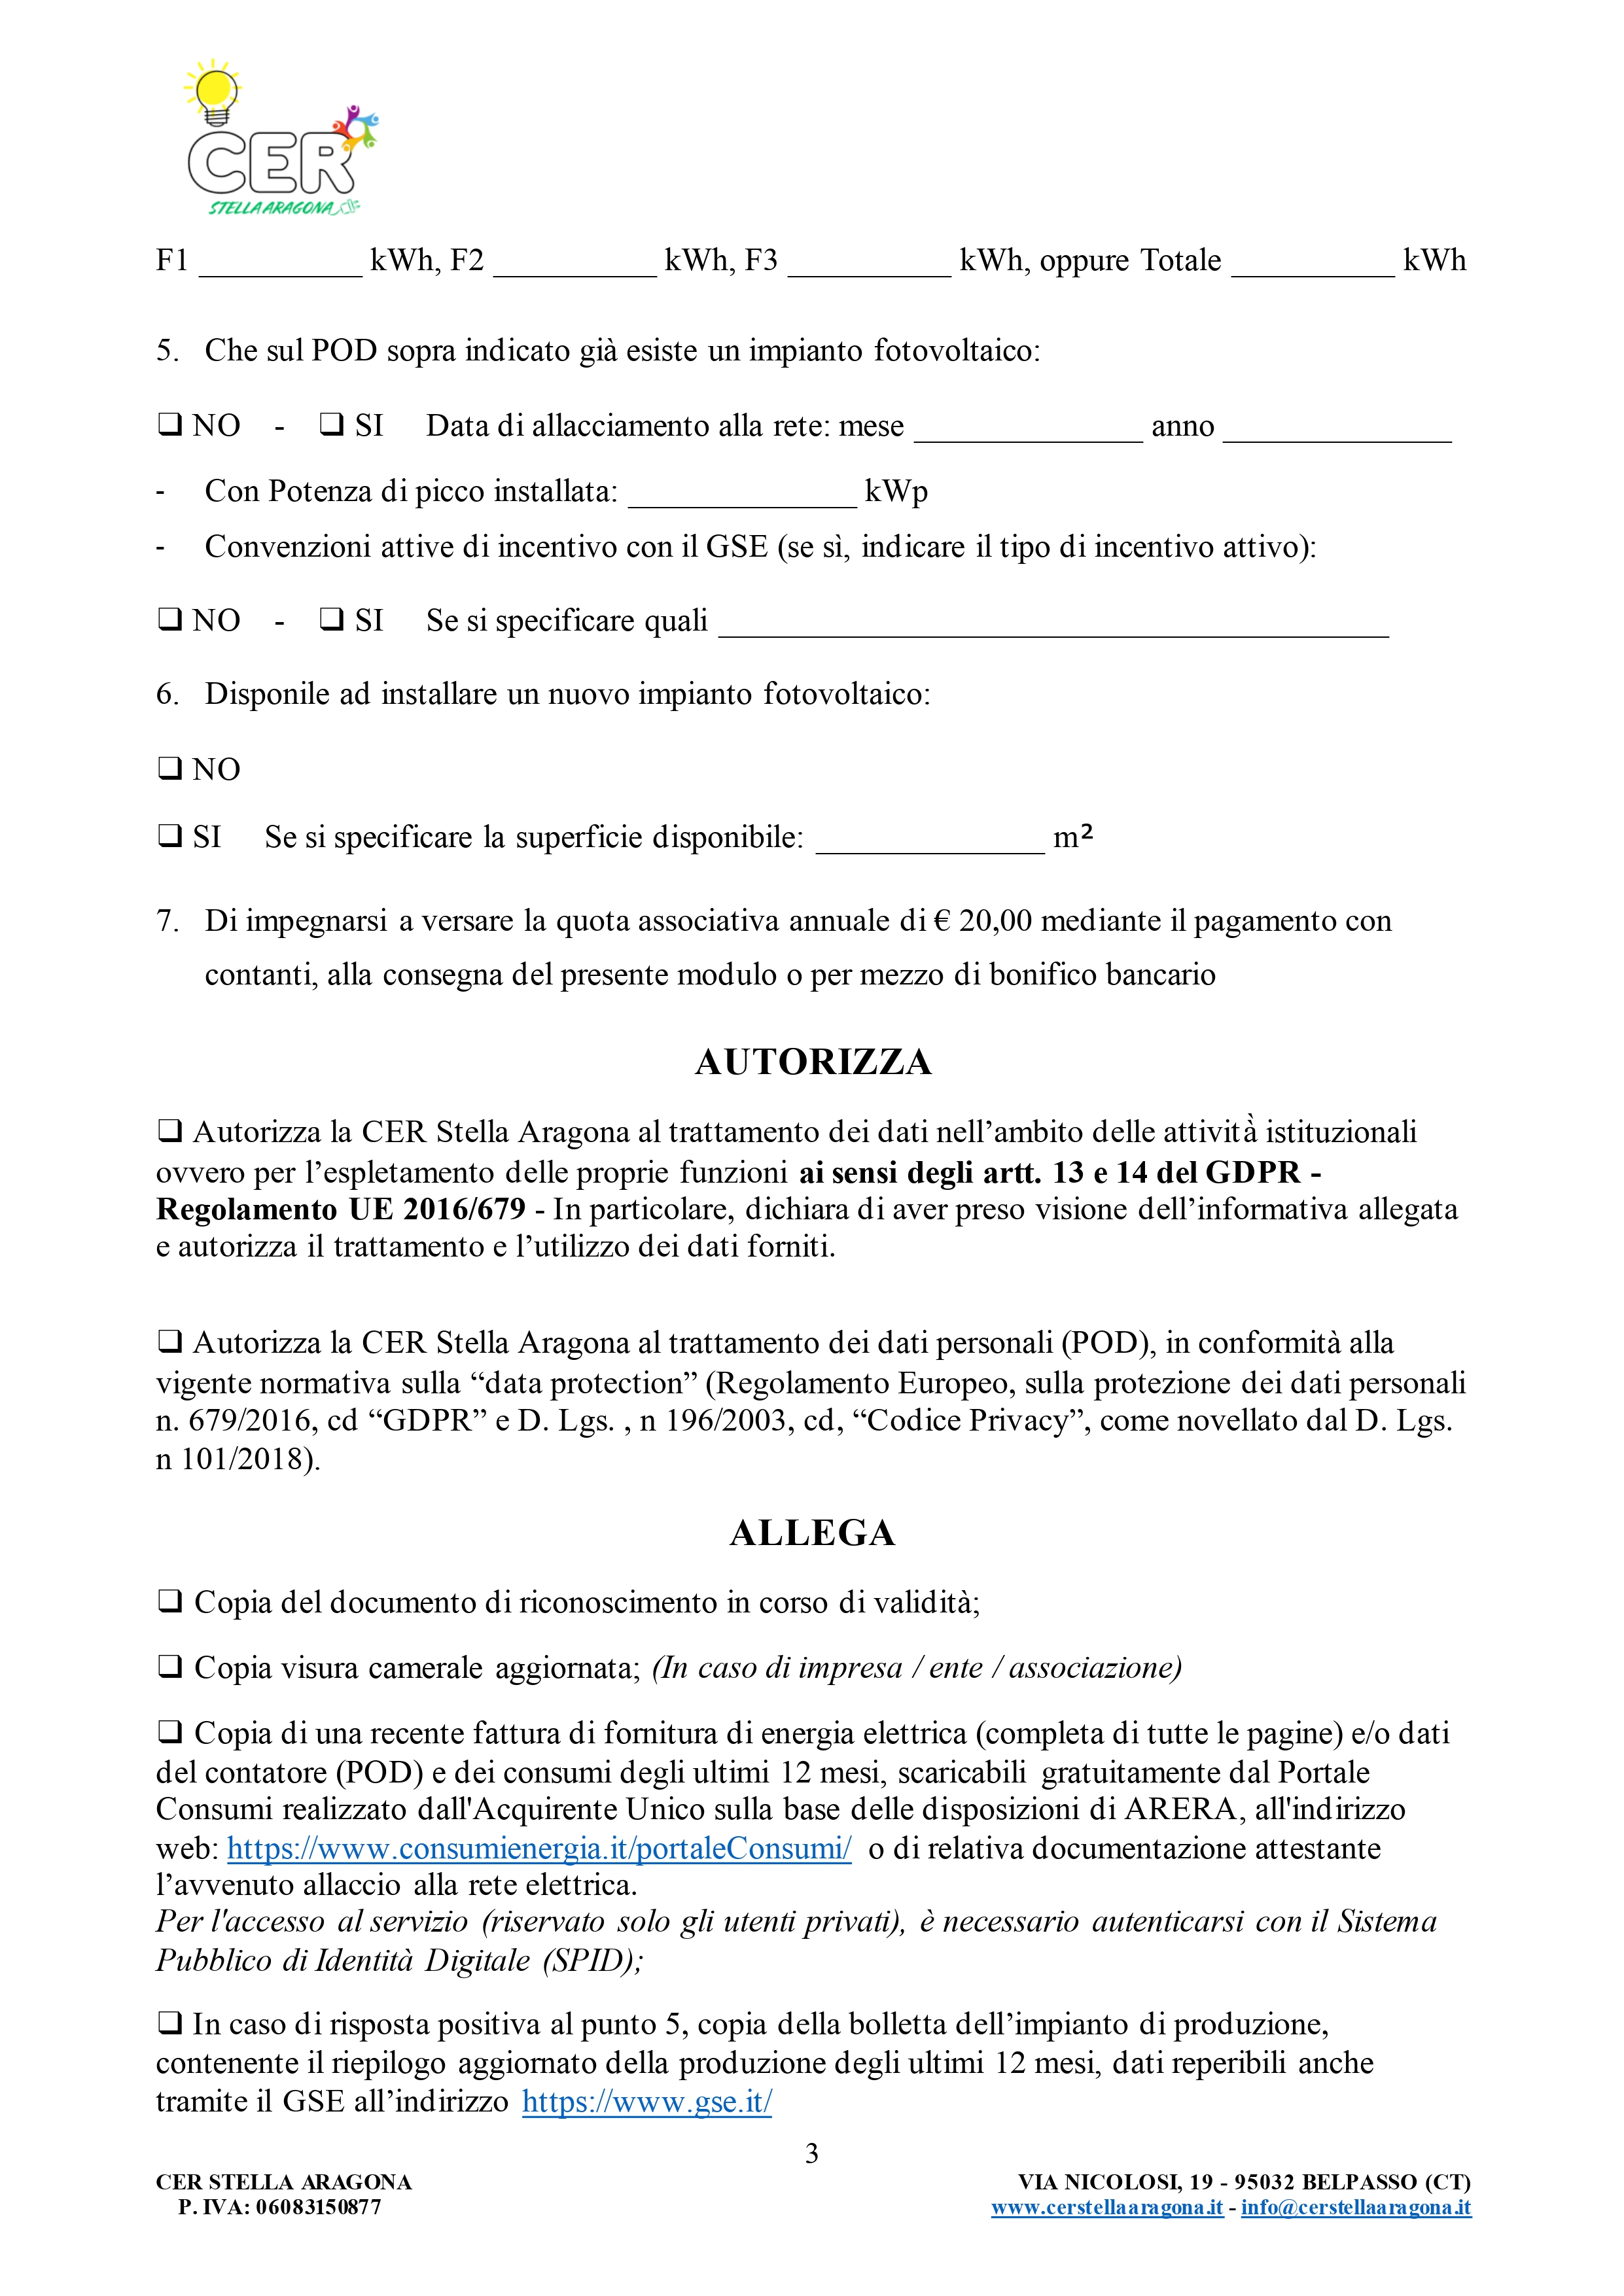 CER
STELLA ARAGONA
F1 __________ kWh, F2 __________ kWh, F3 __________ kWh, oppure Totale __________ kWh
5. Che sul POD sopra indicato già esiste un impianto fotovoltaico:
❑ NO - ❑ SI Data di allacciamento alla rete: mese ______________ anno ______________
- Con Potenza di picco installata: ______________ kWp
- Convenzioni attive di incentivo con il GSE (se sì, indicare il tipo di incentivo attivo):
❑ NO - ❑ SI Se si specificare quali _________________________________________
6. Disponile ad installare un nuovo impianto fotovoltaico:
❑ NO
❑ SI Se si specificare la superficie disponibile: ______________ m²
7. Di impegnarsi a versare la quota associativa annuale di € 20,00 mediante il pagamento con
contanti, alla consegna del presente modulo o per mezzo di bonifico bancario
AUTORIZZA
❑ Autorizza la CER Stella Aragona al trattamento dei dati nell’ambito delle attività̀ istituzionali
ovvero per l’espletamento delle proprie funzioni ai sensi degli artt. 13 e 14 del GDPR -
Regolamento UE 2016/679 - In particolare, dichiara di aver preso visione dell’informativa allegata
e autorizza il trattamento e l’utilizzo dei dati forniti.
❑ Autorizza la CER Stella Aragona al trattamento dei dati personali (POD), in conformità alla
vigente normativa sulla “data protection” (Regolamento Europeo, sulla protezione dei dati personali
n. 679/2016, cd “GDPR” e D. Lgs. , n 196/2003, cd, “Codice Privacy”, come novellato dal D. Lgs.
n 101/2018).
ALLEGA
❑ Copia del documento di riconoscimento in corso di validità;
❑ Copia visura camerale aggiornata; (In caso di impresa / ente / associazione)
❑ Copia di una recente fattura di fornitura di energia elettrica (completa di tutte le pagine) e/o dati
del contatore (POD) e dei consumi degli ultimi 12 mesi, scaricabili gratuitamente dal Portale
Consumi realizzato dall'Acquirente Unico sulla base delle disposizioni di ARERA, all'indirizzo
web: https://www.consumienergia.it/portaleConsumi/ o di relativa documentazione attestante
l’avvenuto allaccio alla rete elettrica.
Per l'accesso al servizio (riservato solo gli utenti privati), è necessario autenticarsi con il Sistema
Pubblico di Identità Digitale (SPID);
❑ In caso di risposta positiva al punto 5, copia della bolletta dell’impianto di produzione,
contenente il riepilogo aggiornato della produzione degli ultimi 12 mesi, dati reperibili anche
tramite il GSE all’indirizzo https://www.gse.it/
3
CER STELLA ARAGONA
P. IVA: 06083150877
VIA NICOLOSI, 19 - 95032 BELPASSO (CT)
www.cerstellaaragona.it - info@cerstellaaragona.it